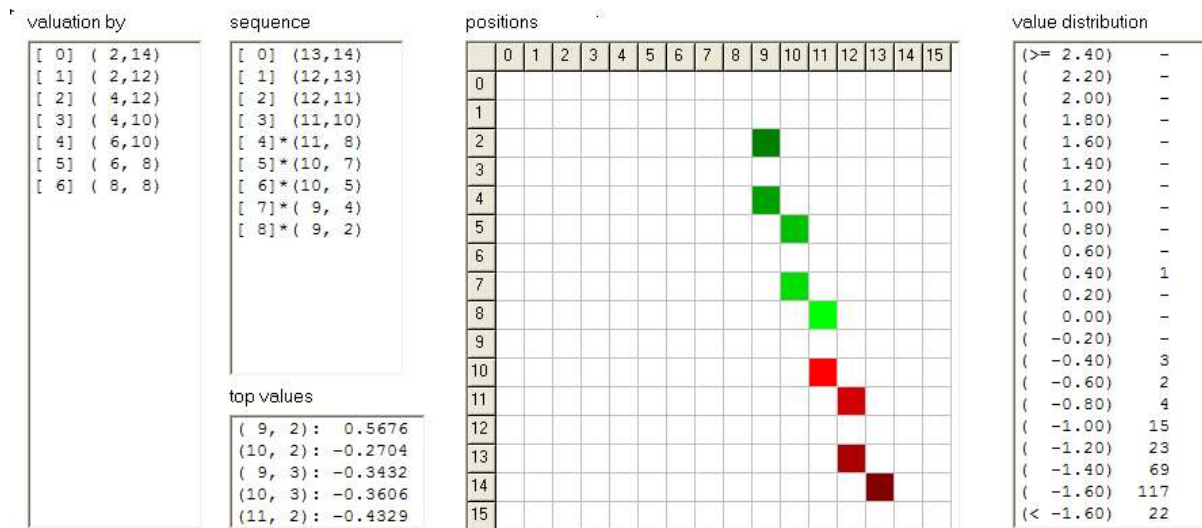 valuation by
[ 0] ( 2,14)
[ 1] ( 2,12)
[ 2] ( 4,12)
[ 3] ( 4,10)
[ 4] ( 6,10)
[ 5] ( 6, 8)
[ 6] ( 8, 8)
sequence
[ 0] (13,14)
[ 1] (12,13)
[ 2] (12,11)
[ 3] (11,10)
[ 4]*(11, 8)
[ 5]*(10, 7)
[ 6]*(10, 5)
[ 7]*( 9, 4)
[ 8]*( 9, 2)
top values
( 9, 2): 0.5676
(10, 2): -0.2704
( 9, 3): -0.3432
(10, 3): -0.3606
(11, 2): -0.4329
positions
0 1 2 3 4 5 6 7 8 9 10 11 12 13 14 15
0
1
2
3
4
5
6
7
8
9
10
11
12
13
14
15
value distribution
(>= 2.40) -
( 2.20) -
( 2.00) -
( 1.80) -
( 1.60) -
( 1.40) -
( 1.20) -
( 1.00) -
( 0.80) -
( 0.60) -
( 0.40) 1
( 0.20) -
( 0.00) -
( -0.20) -
( -0.40) 3
( -0.60) 2
( -0.80) 4
( -1.00) 15
( -1.20) 23
( -1.40) 69
( -1.60) 117
(< -1.60) 22